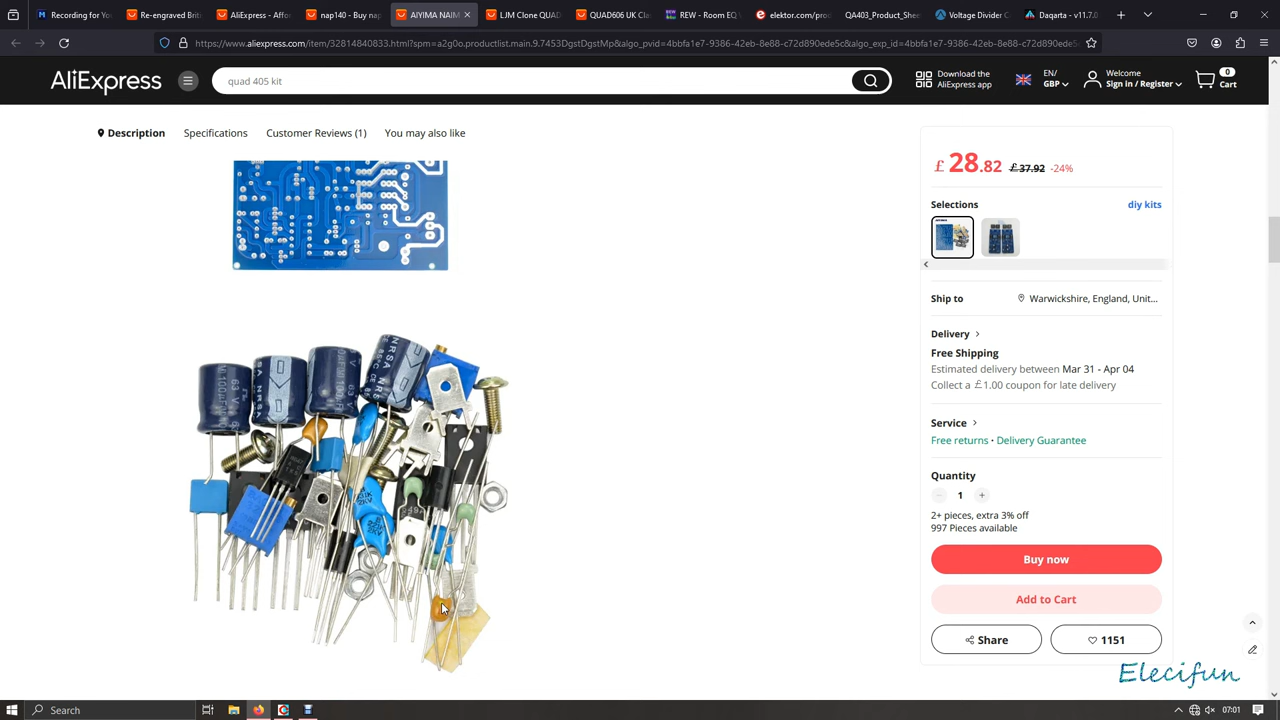 Recording for Yo
Re-engraved Brit
AliExpress - Affo
nap140 - Buy nap
AIYIMA NAIM
LJM Clone QUAD
QUAD606 UK Cl
REW - Room EQ
elektor.com/pro
QA403_Product_Shee
Voltage Divider C
Daqarta - v11.7.0
https://www.aliexpress.com/item/32814840833.html?spm=a2g0o.productlist.main.9.7453DgstDgstMp&algo_pvid=4bbfa1e7-9386-42eb-8e88-c72d890ede5c&algo_exp_id=4bbfa1e7-9386-42eb-8e88-c72d890ede5c
AliExpress
quad 405 kit
Download the
AliExpress app
EN/
GBP
Welcome
Sign in / Register
0
Cart
Description
Specifications
Customer Reviews (1)
You may also like
£28.82 £37.92 -24%
Selections
diy kits
Ship to
Warwickshire, England, Unit...
Delivery
Free Shipping
Estimated delivery between Mar 31 - Apr 04
Collect a £1.00 coupon for late delivery
Service
Free returns • Delivery Guarantee
Quantity
1
2+ pieces, extra 3% off
997 Pieces available
Buy now
Add to Cart
Share
1151
Elecifun
Search
07:01